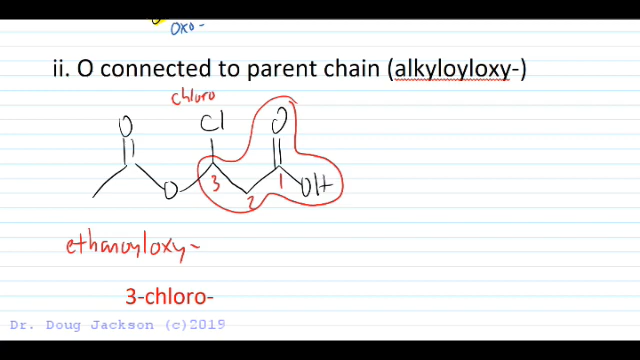 oxo-
ii. O connected to parent chain (alkyloyloxy-)
chloro
O Cl O
O 3 2 1 OH
ethanoyloxy-
3-chloro-
Dr. Doug Jackson (c)2019